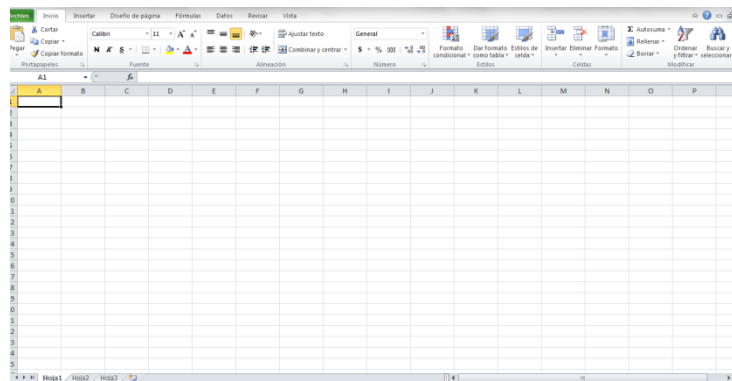 Archivo Inicio Insertar Diseño de página Fórmulas Datos Revisar Vista
Pegar Cortar Copiar Copiar formato
Portapapeles
Calibri 11 A A
N K S A
Fuente
Ajustar texto
Combinar y centrar
Alineación
General
$ % 000
Número
Formato condicional Dar formato como tabla Estilos de celda
Estilos
Insertar Eliminar Formato
Celdas
Σ Autosuma
Rellenar
Borrar
Ordenar y filtrar Buscar y seleccionar
Modificar
A1 fx
A B C D E F G H I J K L M N O P
Hoja1 Hoja2 Hoja3